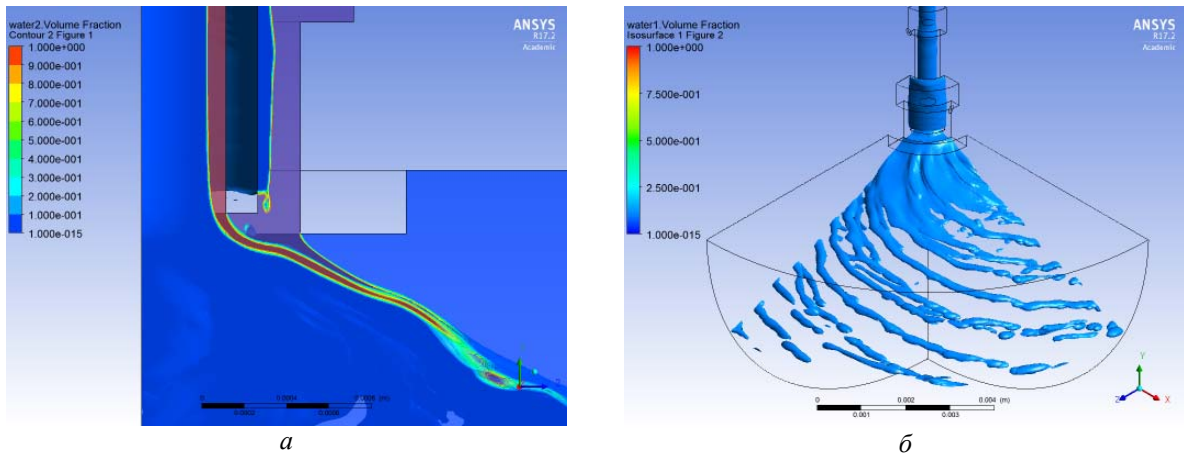 water2.Volume Fraction
Contour 2 Figure 1
1.000e+000
9.000e-001
8.000e-001
7.000e-001
6.000e-001
5.000e-001
4.000e-001
3.000e-001
2.000e-001
1.000e-001
1.000e-015
ANSYS
R17.2
Academic
0 0.0004 0.0008 (m)
0.0002 0.0006
а
water1.Volume Fraction
Isosurface 1 Figure 2
1.000e+000
7.500e-001
5.000e-001
2.500e-001
1.000e-015
ANSYS
R17.2
Academic
0 0.002 0.004 (m)
0.001 0.003
Y
Z X
б